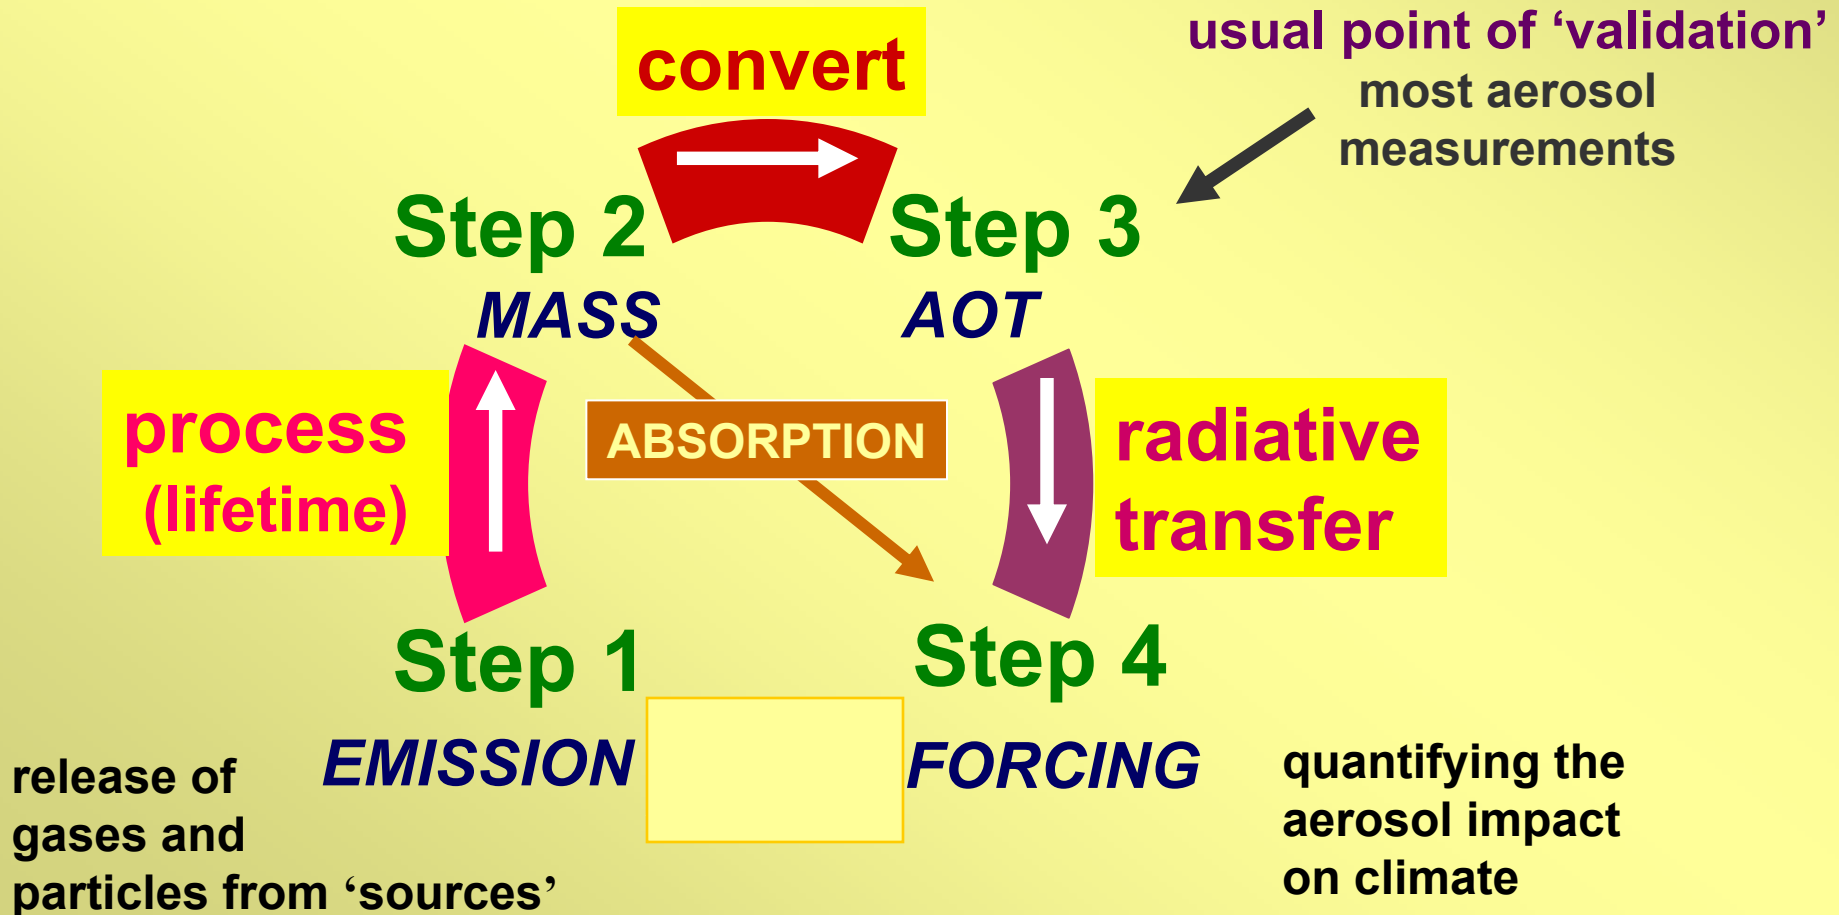 convert
usual point of ‘validation’
most aerosol
measurements
Step 2
Step 3
MASS
AOT
process
(lifetime)
ABSORPTION
radiative
transfer
Step 1
Step 4
EMISSION
FORCING
release of
gases and
particles from ‘sources’
quantifying the
aerosol impact
on climate